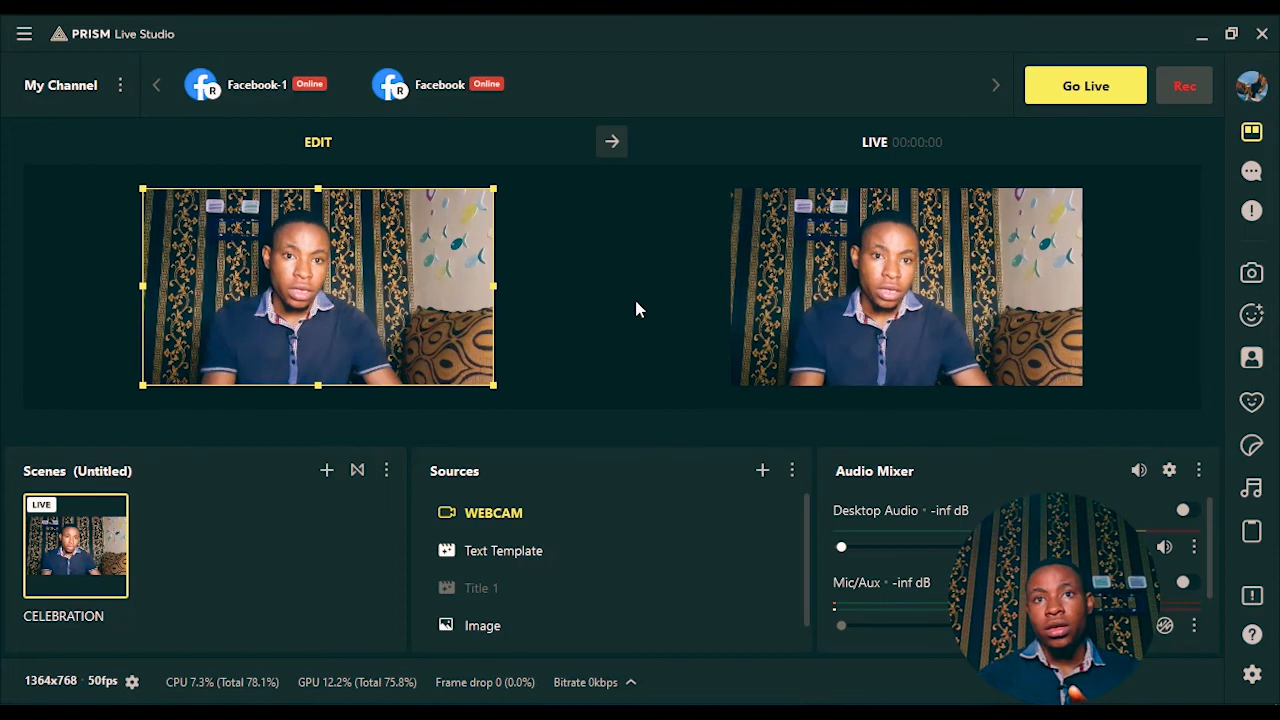 PRISM Live Studio
My Channel
R Facebook-1 Online
R Facebook Online
Go Live
Rec
EDIT
LIVE 00:00:00
Scenes (Untitled)
LIVE
CELEBRATION
Sources
WEBCAM
Text Template
Title 1
Image
Audio Mixer
Desktop Audio • -inf dB
Mic/Aux • -inf dB
1364x768 · 50fps
CPU 7.3% (Total 78.1%)
GPU 12.2% (Total 75.8%)
Frame drop 0 (0.0%)
Bitrate 0kbps